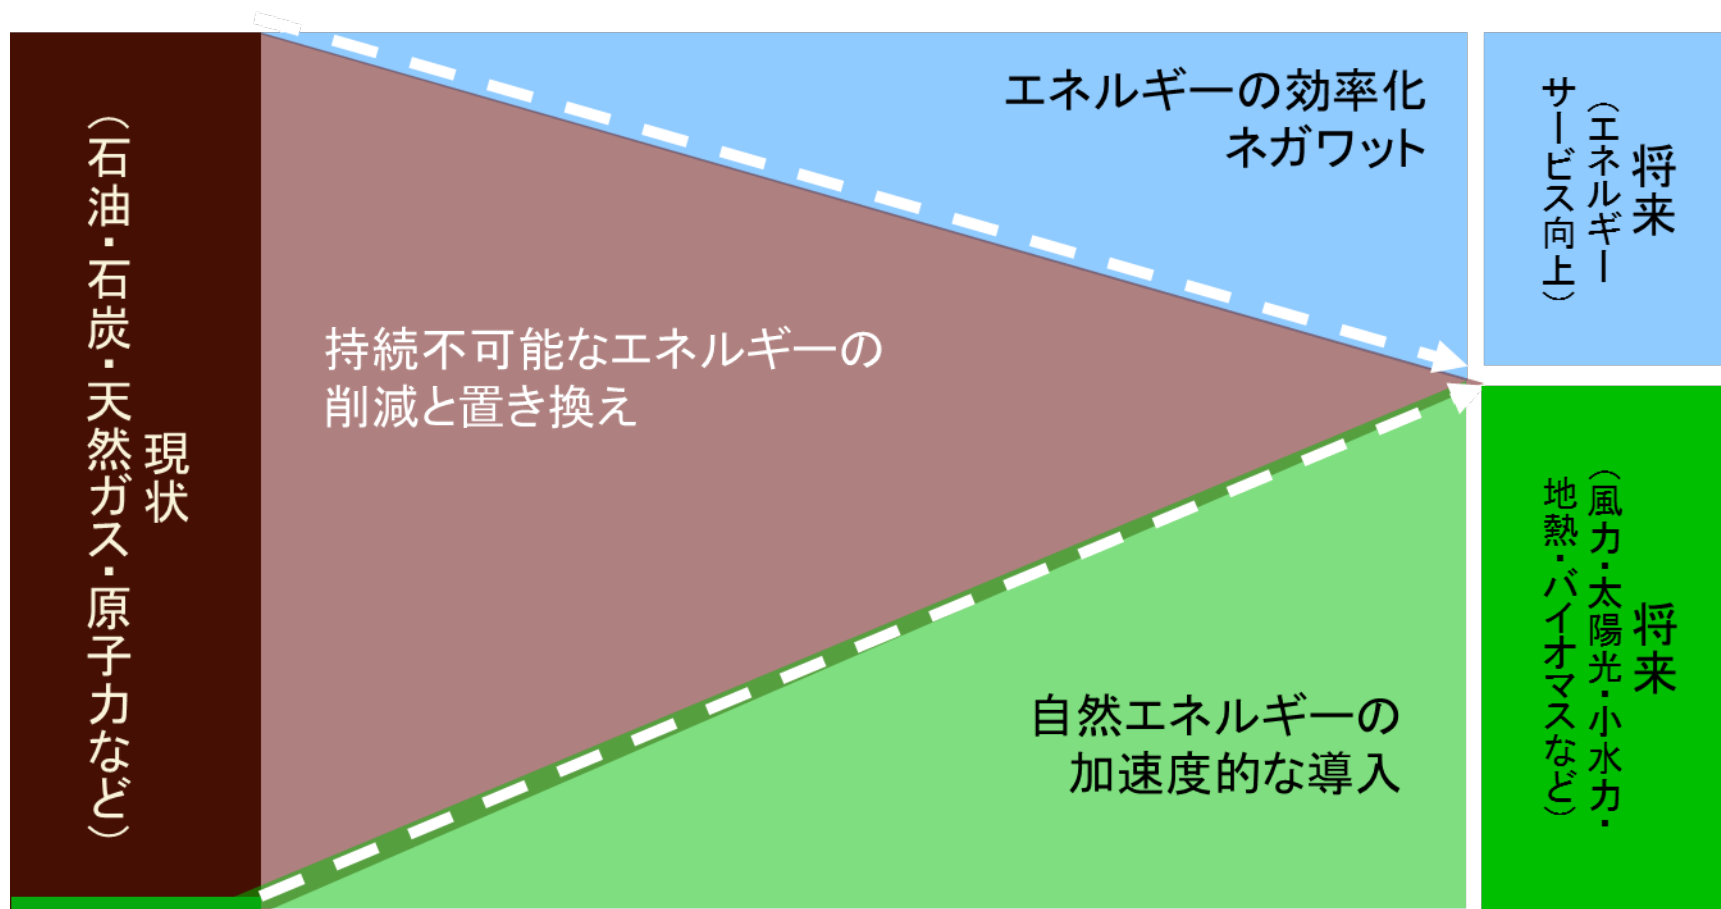 現状
（石油・石炭・天然ガス・原子力など）
持続不可能なエネルギーの
削減と置き換え
エネルギーの効率化
ネガワット
自然エネルギーの
加速度的な導入
将来
（エネルギー
サービス向上）
将来
（風力・太陽光・小水力・
地熱・バイオマスなど）